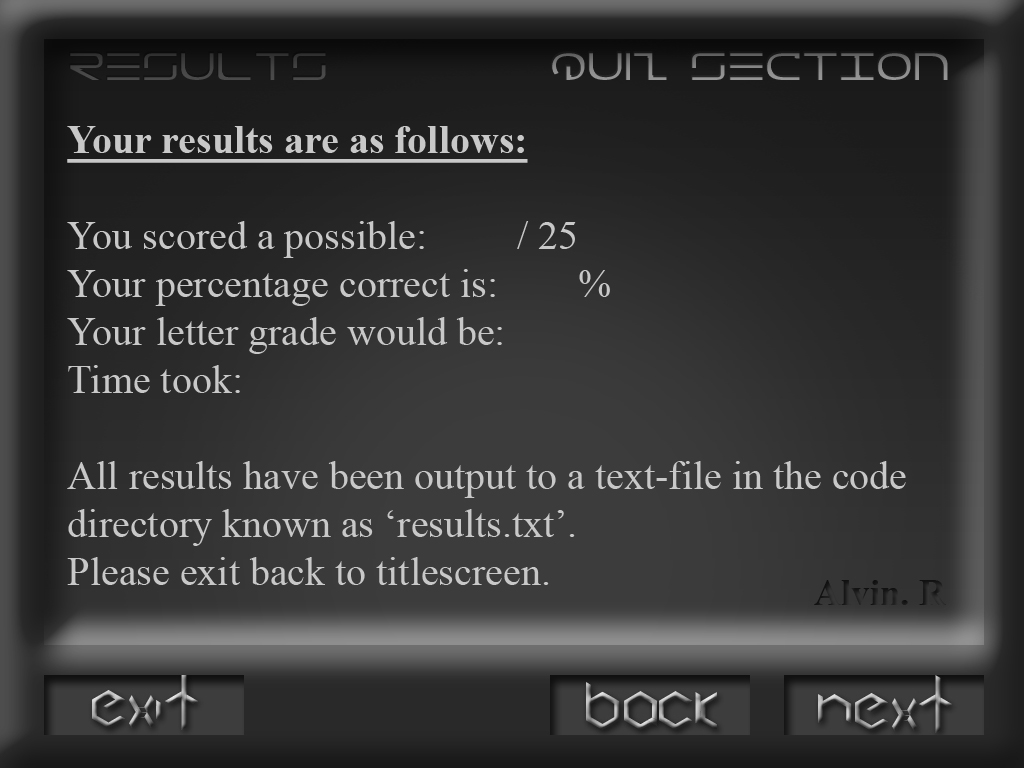 RESULTS QUIZ SECTION
Your results are as follows:
You scored a possible: / 25
Your percentage correct is: %
Your letter grade would be:
Time took:
All results have been output to a text-file in the code
directory known as ‘results.txt’.
Please exit back to titlescreen.
Alvin. R
exit back next